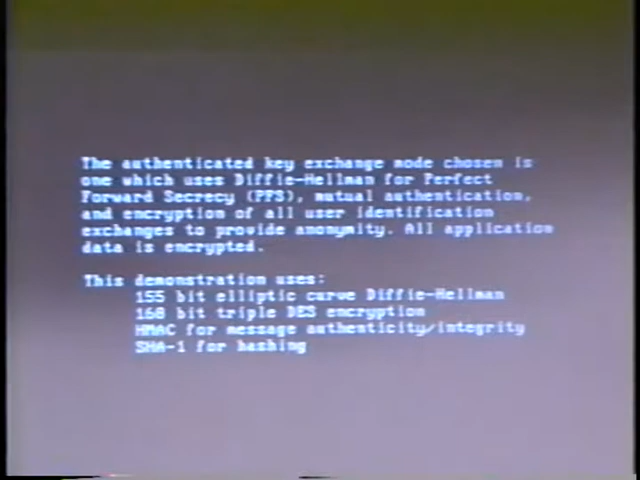 The authenticated key exchange mode chosen is
one which uses Diffie-Hellman for Perfect
Forward Secrecy (PFS), mutual authentication,
and encryption of all user identification
exchanges to provide anonymity. All application
data is encrypted.
This demonstration uses:
155 bit elliptic curve Diffie-Hellman
168 bit triple DES encryption
HMAC for message authenticity/integrity
SHA-1 for hashing